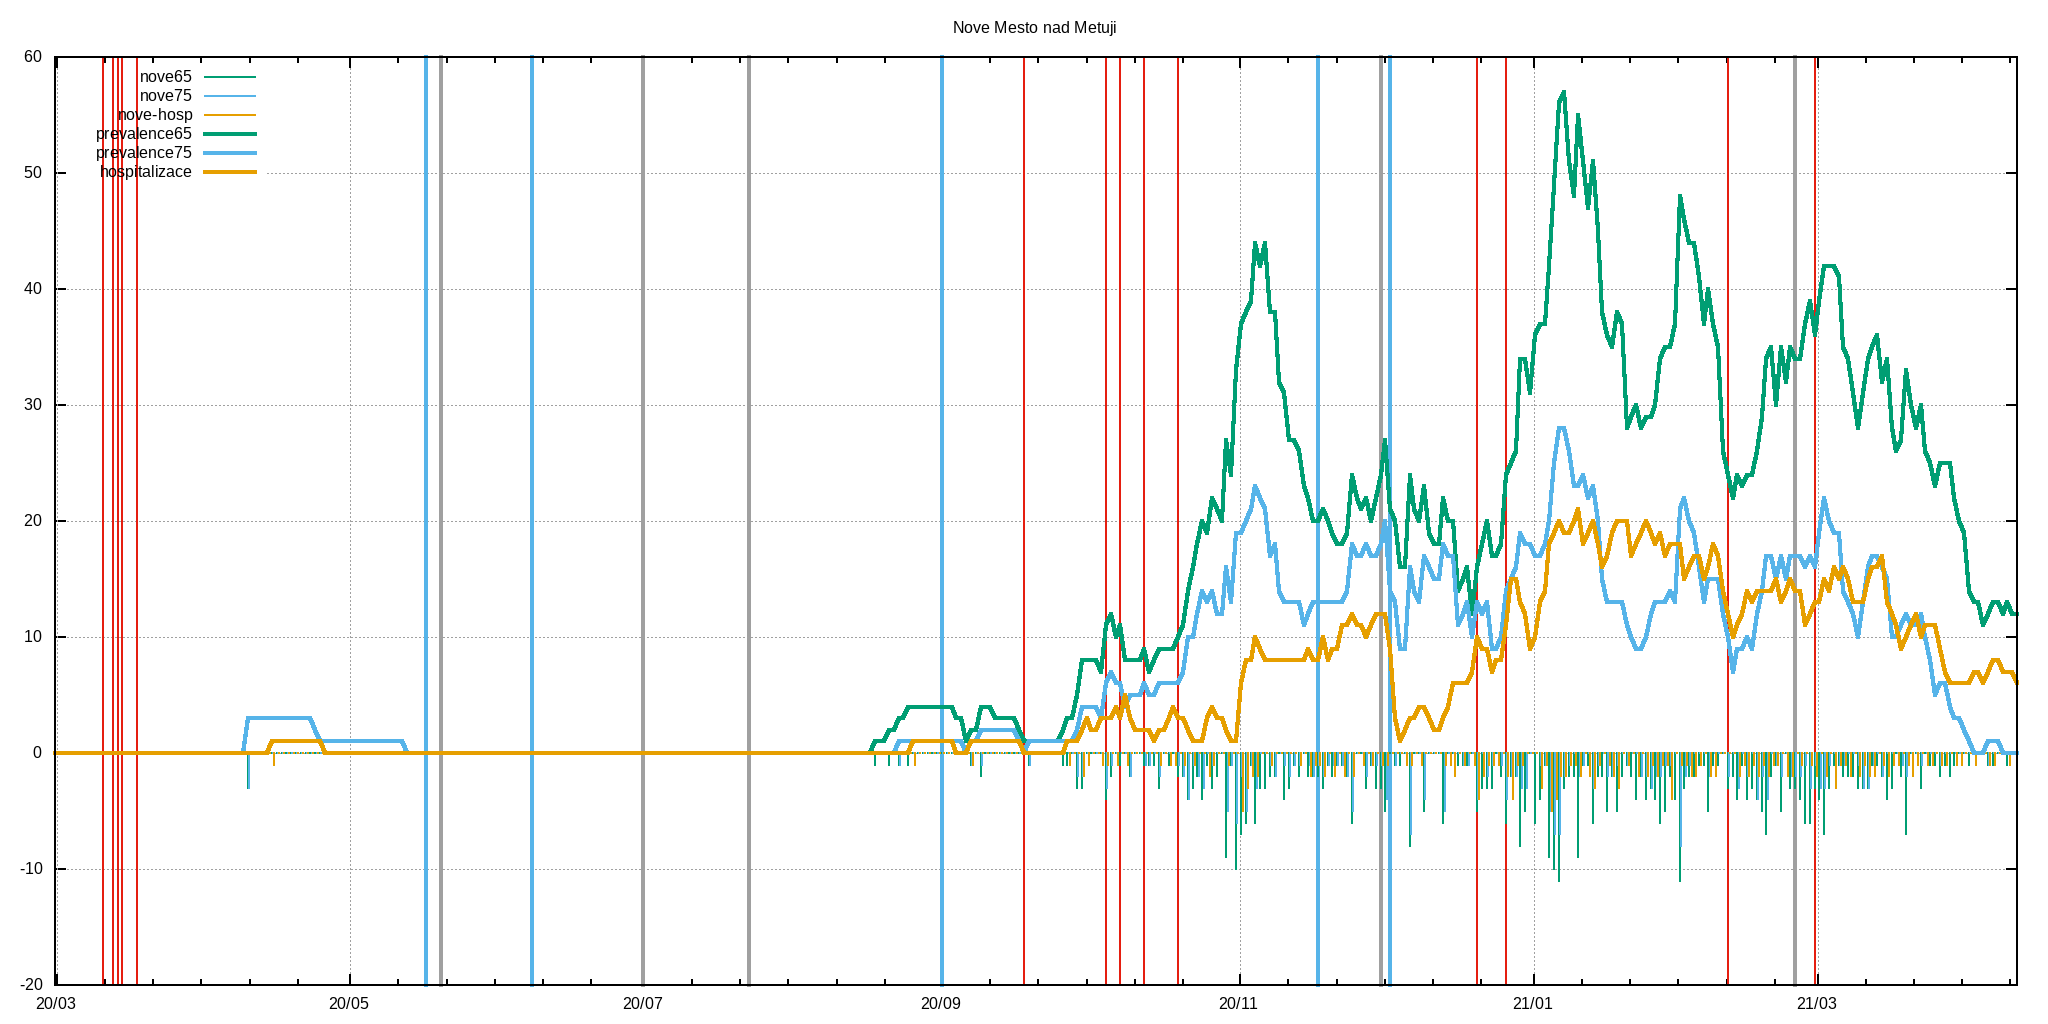 Nove Mesto nad Metuji
60
50
40
30
20
10
0
-10
-20
nove65
nove75
nove-hosp
prevalence65
prevalence75
hospitalizace
20/03 20/05 20/07 20/09 20/11 21/01 21/03